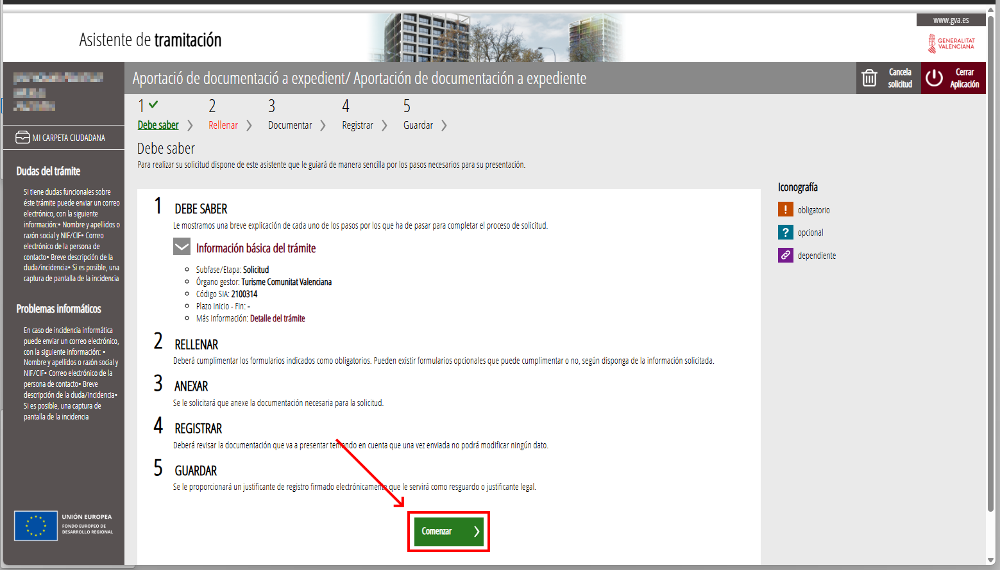 www.gva.es
Asistente de tramitación
GENERALITAT
VALENCIANA
Aportació de documentació a expedient/ Aportación de documentación a expediente
Cancela
solicitud
Cerrar
Aplicación
MI CARPETA CIUDADANA
Dudas del trámite
Si tiene dudas funcionales sobre
éste trámite puede enviar un correo
electrónico, con la siguiente
información:• Nombre y apellidos o
razón social y NIF/CIF• Correo
electrónico de la persona de
contacto• Breve descripción de la
duda/incidencia• Si es posible, una
captura de pantalla de la incidencia
Problemas informáticos
En caso de incidencia informática
puede enviar un correo electrónico,
con la siguiente información: •
Nombre y apellidos o razón social y
NIF/CIF• Correo electrónico de la
persona de contacto• Breve
descripción de la duda/incidencia•
Si es posible, una captura de
pantalla de la incidencia
UNIÓN EUROPEA
FONDO EUROPEO DE
DESARROLLO REGIONAL
1 2 3 4 5
Debe saber Rellenar Documentar Registrar Guardar
Debe saber
Para realizar su solicitud dispone de este asistente que le guiará de manera sencilla por los pasos necesarios para su presentación.
1 DEBE SABER
Le mostramos una breve explicación de cada uno de los pasos por los que ha de pasar para completar el proceso de solicitud.
Información básica del trámite
Subfase/Etapa: Solicitud
Órgano gestor: Turisme Comunitat Valenciana
Código SIA: 2100314
Plazo Inicio - Fin: -
Más Información: Detalle del trámite
2 RELLENAR
Deberá cumplimentar los formularios indicados como obligatorios. Pueden existir formularios opcionales que puede cumplimentar o no, según disponga de la información solicitada.
3 ANEXAR
Se le solicitará que anexe la documentación necesaria para la solicitud.
4 REGISTRAR
Deberá revisar la documentación que va a presentar teniendo en cuenta que una vez enviada no podrá modificar ningún dato.
5 GUARDAR
Se le proporcionará un justificante de registro firmado electrónicamente que le servirá como resguardo o justificante legal.
Comenzar
Iconografía
! obligatorio
? opcional
dependiente